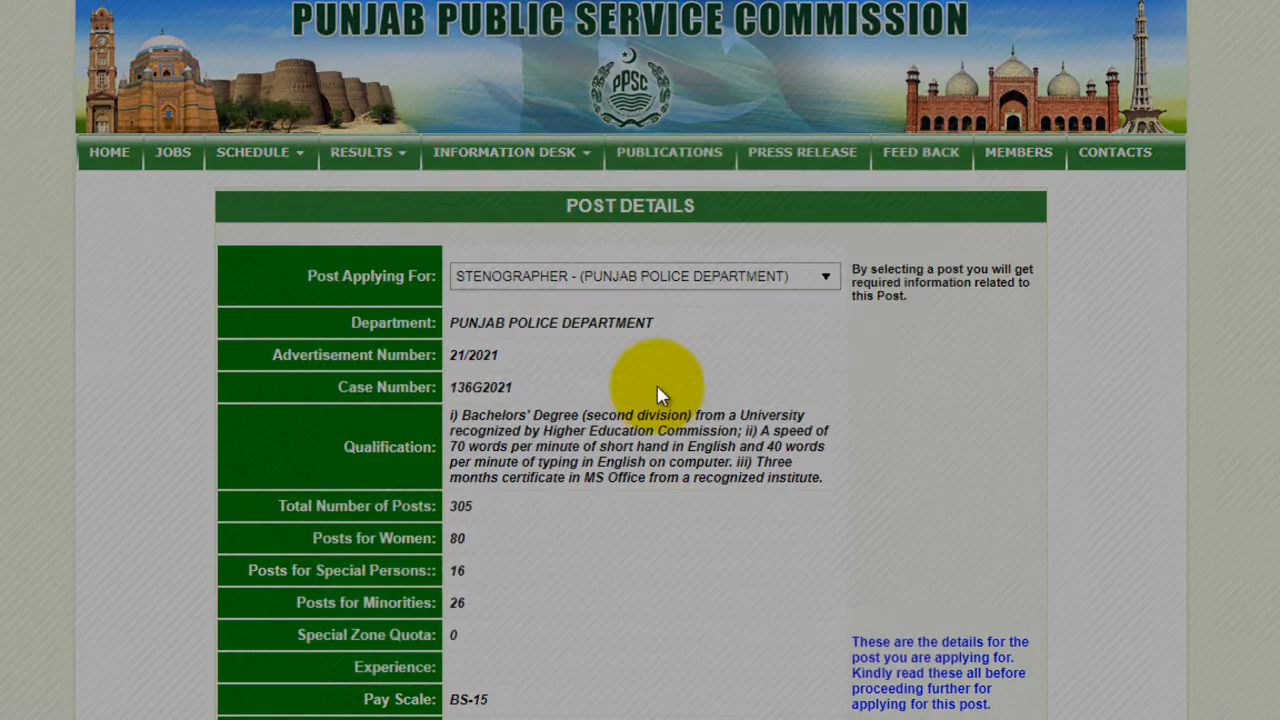 PUNJAB PUBLIC SERVICE COMMISSION
PPSC
HOME JOBS SCHEDULE RESULTS INFORMATION DESK PUBLICATIONS PRESS RELEASE FEED BACK MEMBERS CONTACTS
POST DETAILS
Post Applying For: STENOGRAPHER - (PUNJAB POLICE DEPARTMENT)
By selecting a post you will get
required information related to
this Post.
Department: PUNJAB POLICE DEPARTMENT
Advertisement Number: 21/2021
Case Number: 136G2021
Qualification:
i) Bachelors' Degree (second division) from a University
recognized by Higher Education Commission; ii) A speed of
70 words per minute of short hand in English and 40 words
per minute of typing in English on computer. iii) Three
months certificate in MS Office from a recognized institute.
Total Number of Posts: 305
Posts for Women: 80
Posts for Special Persons:: 16
Posts for Minorities: 26
Special Zone Quota: 0
Experience:
Pay Scale: BS-15
These are the details for the
post you are applying for.
Kindly read these all before
proceeding further for
applying for this post.